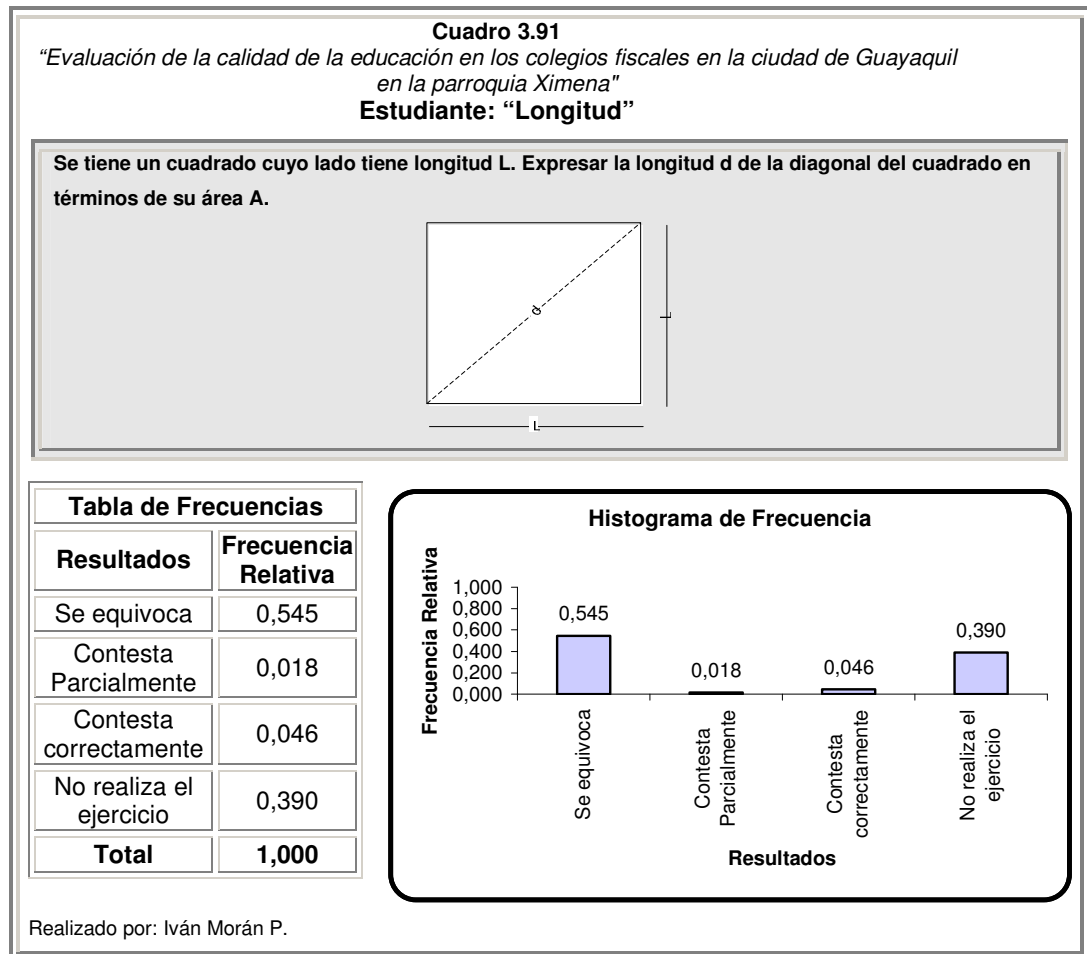 Cuadro 3.91
“Evaluación de la calidad de la educación en los colegios fiscales en la ciudad de Guayaquil
en la parroquia Ximena"
Estudiante: “Longitud”
Se tiene un cuadrado cuyo lado tiene longitud L. Expresar la longitud d de la diagonal del cuadrado en
términos de su área A.
d
L
L
Tabla de Frecuencias
Resultados
Frecuencia
Relativa
Se equivoca
0,545
Contesta
Parcialmente
0,018
Contesta
correctamente
0,046
No realiza el
ejercicio
0,390
Total
1,000
Histograma de Frecuencia
Frecuencia Relativa
1,000
0,800
0,600
0,400
0,200
0,000
0,545
0,018
0,046
0,390
Se equivoca
Contesta
Parcialmente
Contesta
correctamente
No realiza el
ejercicio
Resultados
Realizado por: Iván Morán P.